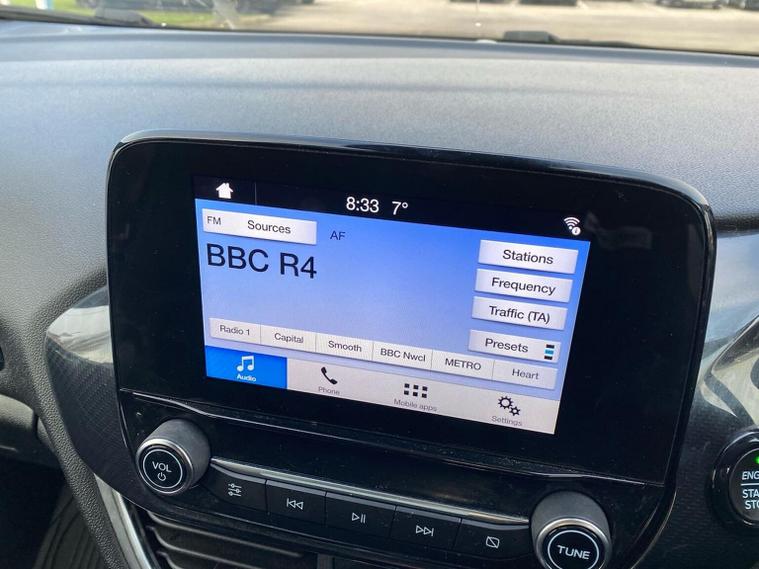 8:33 7°
FM Sources AF
BBC R4
Stations
Frequency
Traffic (TA)
Presets
Radio 1 Capital Smooth BBC Nwcl METRO Heart
Audio Phone Mobile apps Settings
VOL
TUNE